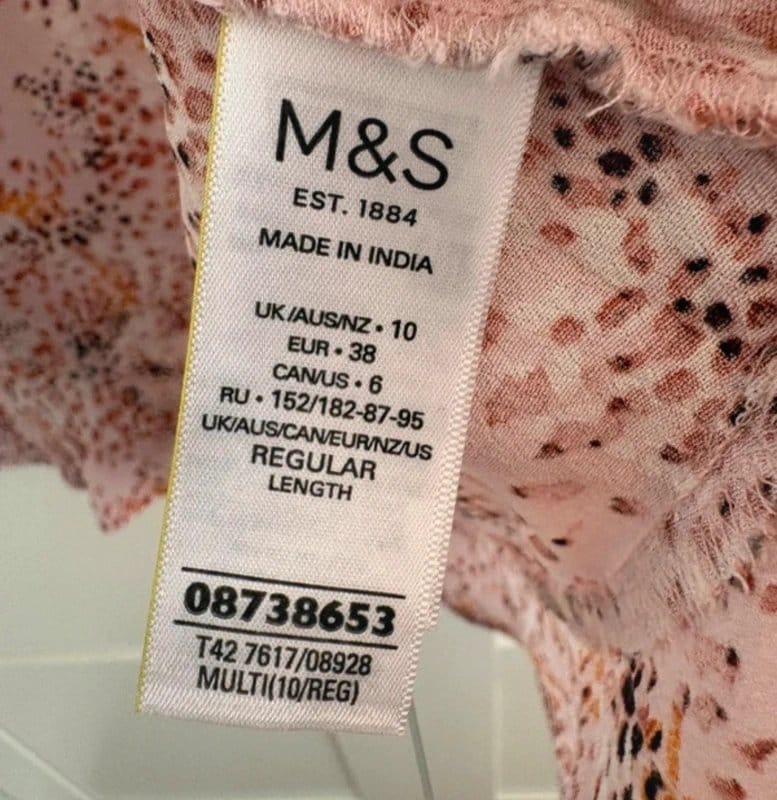 M&S
EST. 1884
MADE IN INDIA
UK/AUS/NZ • 10
EUR • 38
CAN/US • 6
RU • 152/182-87-95
UK/AUS/CAN/EUR/NZ/US
REGULAR
LENGTH
08738653
T42 7617/08928
MULTI(10/REG)